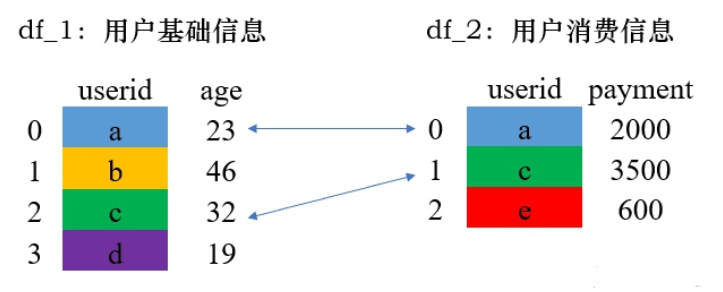 df_1：用户基础信息
userid age
0 a 23
1 b 46
2 c 32
3 d 19
df_2：用户消费信息
userid payment
0 a 2000
1 c 3500
2 e 600